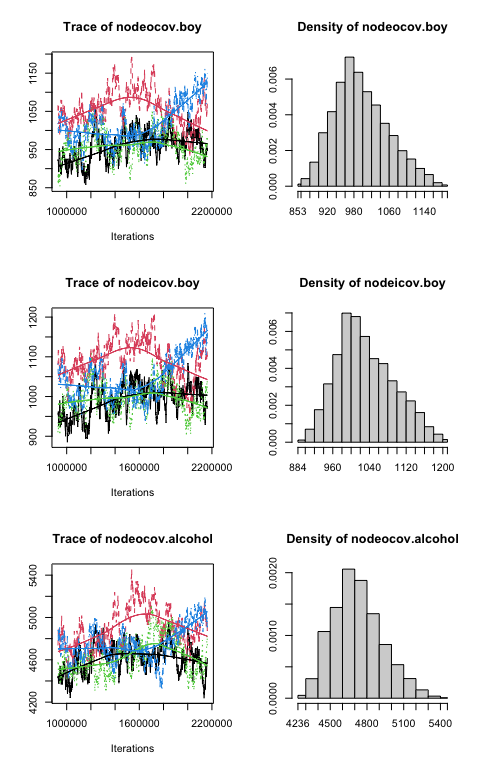 Trace of nodeocov.boy
Density of nodeocov.boy
850 950 1050 1150
1000000 1600000 2200000
Iterations
0.000 0.002 0.004 0.006
853 920 980 1060 1140
Trace of nodeicov.boy
Density of nodeicov.boy
900 1000 1100 1200
1000000 1600000 2200000
Iterations
0.000 0.002 0.004 0.006
884 960 1040 1120 1200
Trace of nodeocov.alcohol
Density of nodeocov.alcohol
4200 4600 5000 5400
1000000 1600000 2200000
Iterations
0.0000 0.0010 0.0020
4236 4500 4800 5100 5400